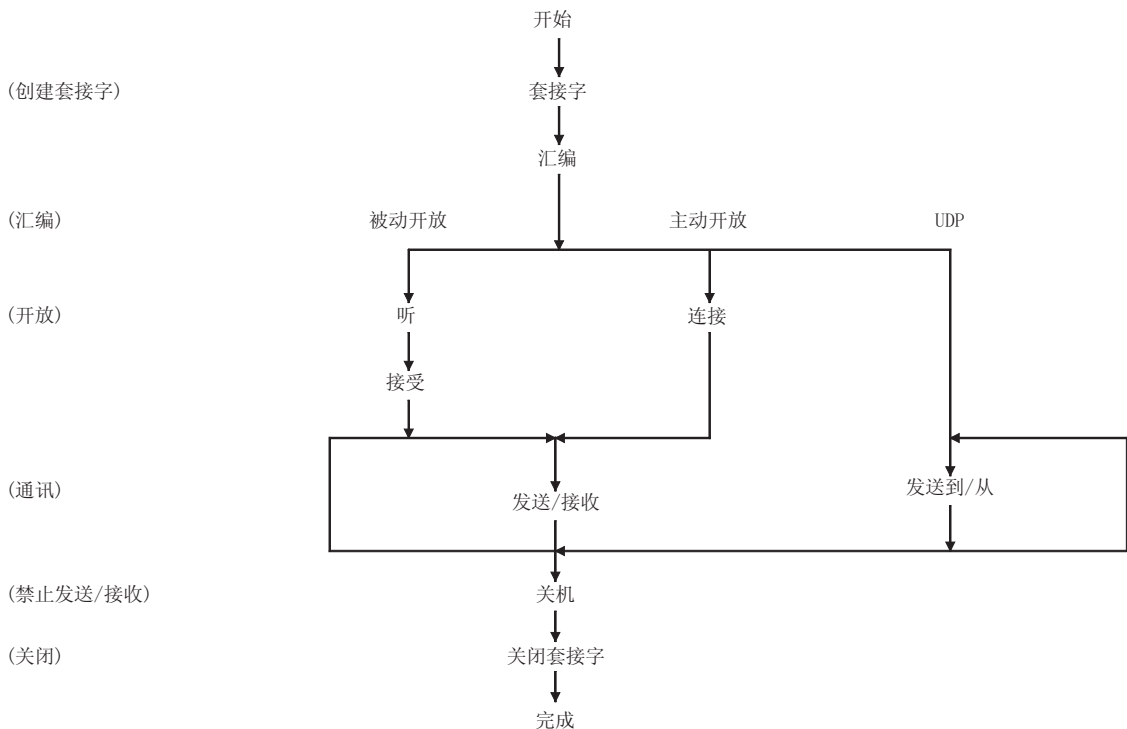 开始
(创建套接字)
套接字
汇编
(汇编)
被动开放
主动开放
UDP
(开放)
听
连接
接受
(通讯)
发送/接收
发送到/从
(禁止发送/接收)
关机
(关闭)
关闭套接字
完成